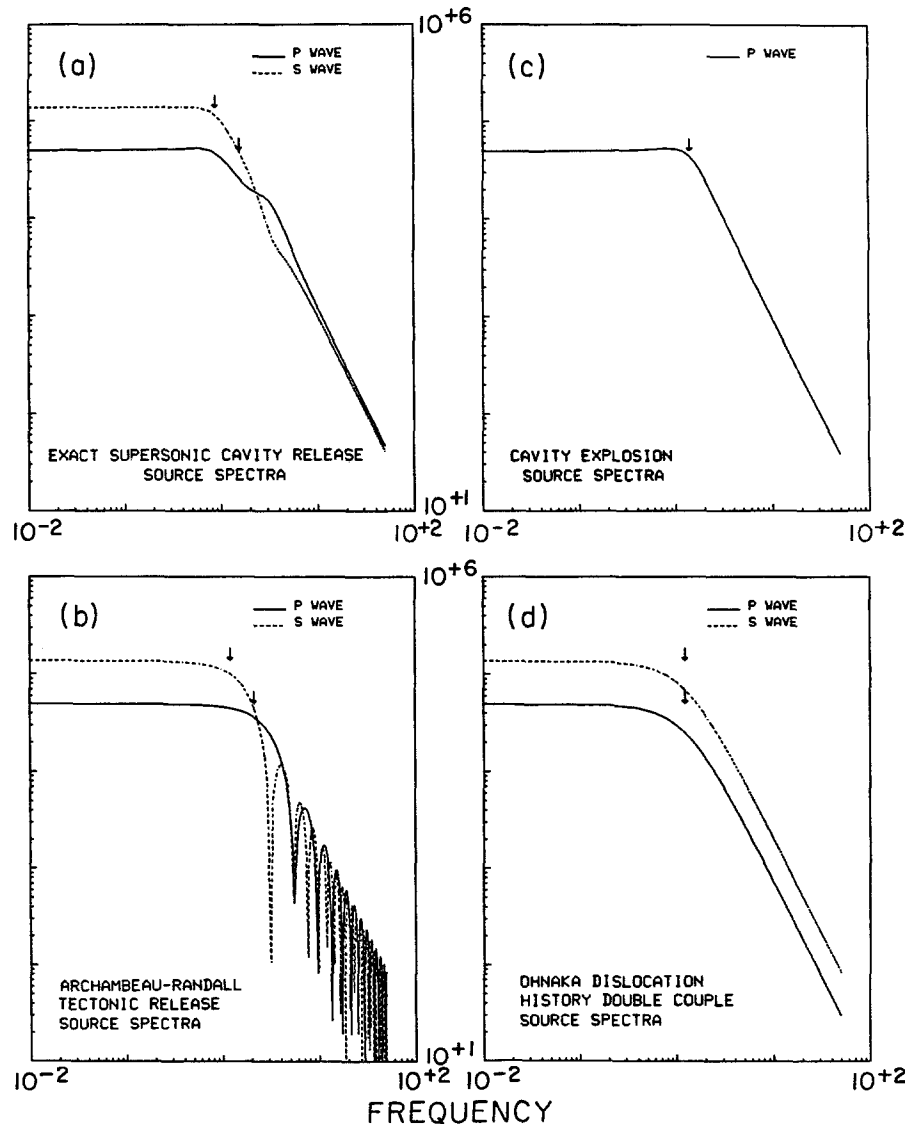 (a)
P WAVE
S WAVE
EXACT SUPERSONIC CAVITY RELEASE
SOURCE SPECTRA
10+6
10+1
10-2
10+2
(c)
P WAVE
CAVITY EXPLOSION
SOURCE SPECTRA
10-2
10+2
(b)
P WAVE
S WAVE
ARCHAMBEAU-RANDALL
TECTONIC RELEASE
SOURCE SPECTRA
10+6
10+1
10-2
10+2
(d)
P WAVE
S WAVE
OHNAKA DISLOCATION
HISTORY DOUBLE COUPLE
SOURCE SPECTRA
10-2
10+2
FREQUENCY